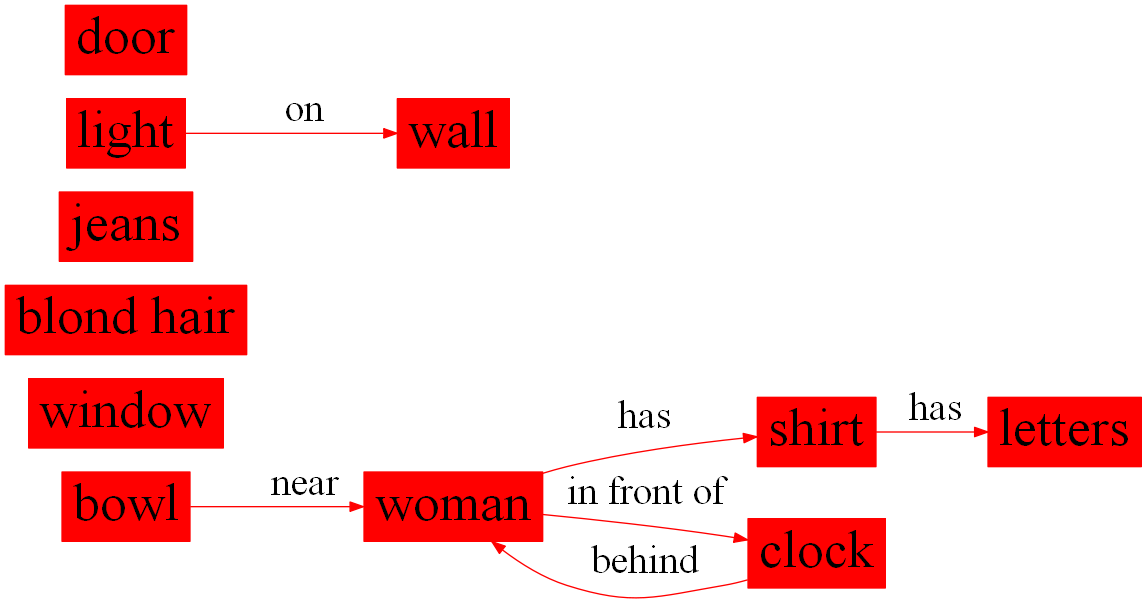 door
light
on
wall
jeans
blond hair
window
bowl
near
woman
has
shirt
has
letters
in front of
clock
behind